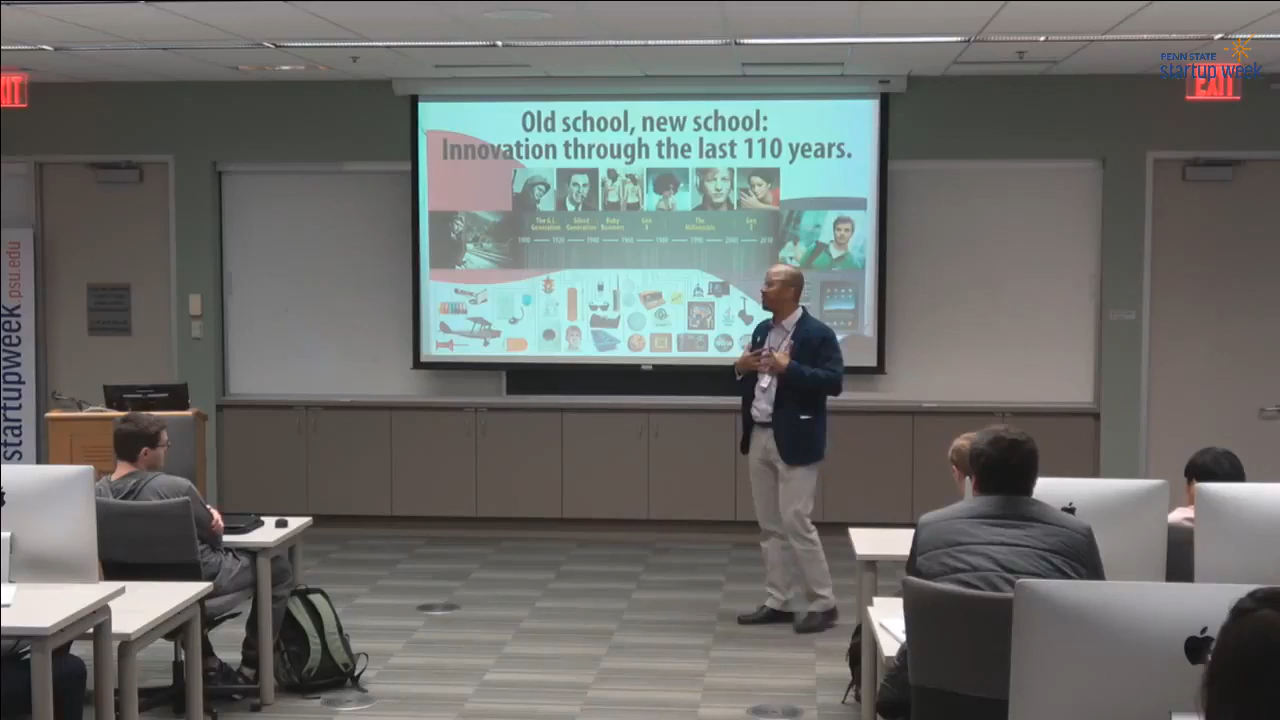 PENN STATE
startup week
EXIT
EXIT
Old school, new school:
Innovation through the last 110 years.
The G.I. Generation
Silent Generation
Baby Boomers
Gen X
The Millennials
Gen
1900 1920 1940 1960 1980 1990 2000 2010
startupweek psu.edu